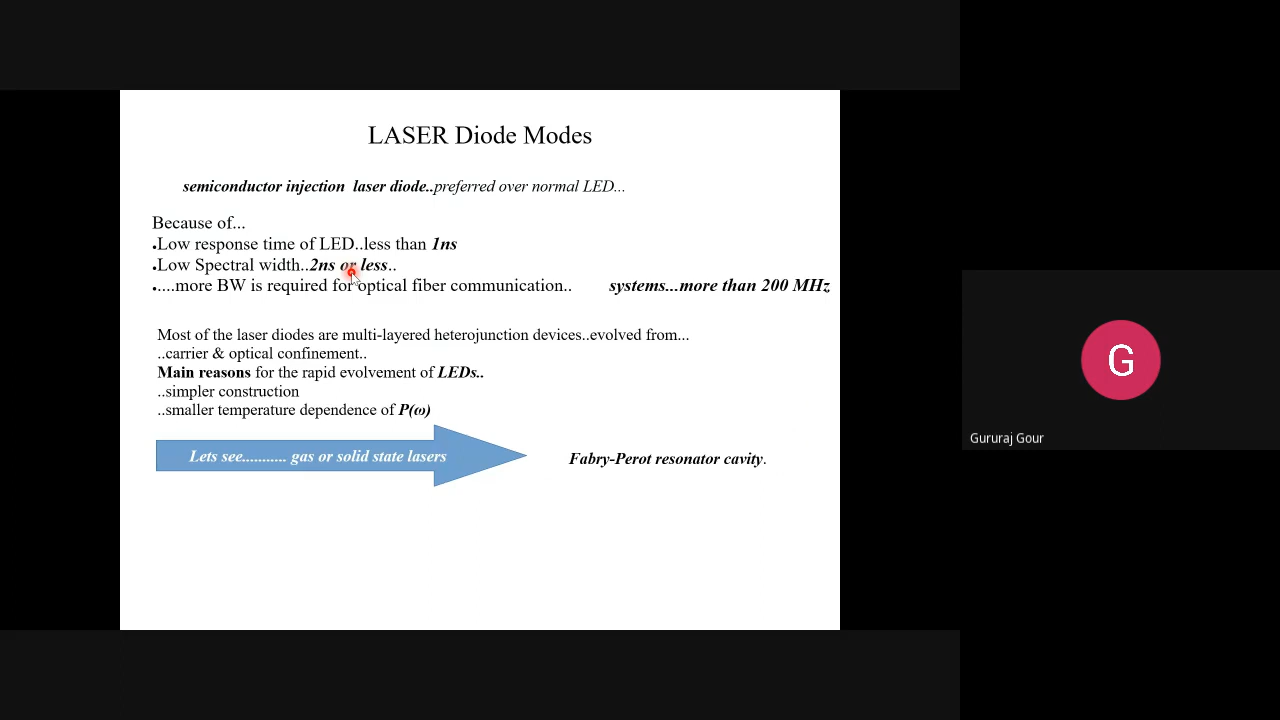 LASER Diode Modes
semiconductor injection laser diode..preferred over normal LED...
Because of...
•Low response time of LED..less than 1ns
•Low Spectral width..2ns or less..
•....more BW is required for optical fiber communication.. systems...more than 200 MHz
Most of the laser diodes are multi-layered heterojunction devices..evolved from...
..carrier & optical confinement..
Main reasons for the rapid evolvement of LEDs..
..simpler construction
..smaller temperature dependence of P(ω)
Lets see........... gas or solid state lasers
Fabry-Perot resonator cavity.
G
Gururaj Gour